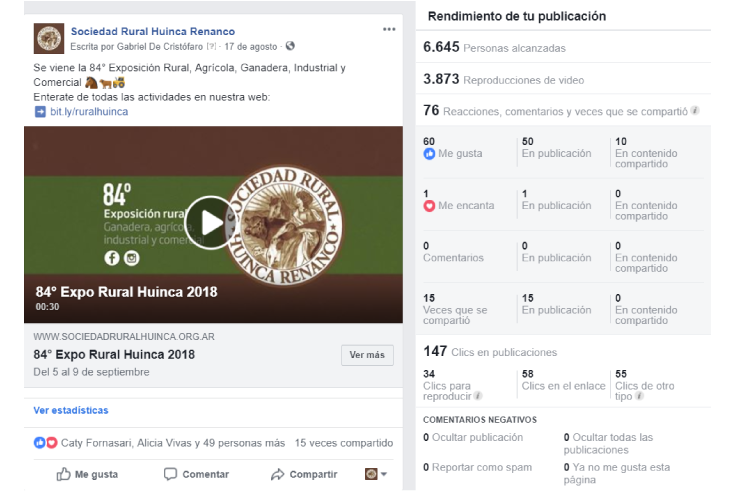 Sociedad Rural Huinca Renanco
Escrita por Gabriel De Cristófaro [?] · 17 de agosto ·
Se viene la 84° Exposición Rural, Agrícola, Ganadera, Industrial y
Comercial
Enterate de todas las actividades en nuestra web:
bit.ly/ruralhuinca
84°
Exposición rural
Ganadera, agrícola
industrial y comercial
SOCIEDAD RURAL
HUINCA RENANCO
84° Expo Rural Huinca 2018
00:30
WWW.SOCIEDADRURALHUINCA.ORG.AR
84° Expo Rural Huinca 2018
Del 5 al 9 de septiembre
Ver más
Ver estadísticas
Caty Fornasari, Alicia Vivas y 49 personas más 15 veces compartido
Me gusta Comentar Compartir
Rendimiento de tu publicación
6.645 Personas alcanzadas
3.873 Reproducciones de video
76 Reacciones, comentarios y veces que se compartió i
60 50 10
Me gusta En publicación En contenido
compartido
1 1 0
Me encanta En publicación En contenido
compartido
0 0 0
Comentarios En publicación En contenido
compartido
15 15 0
Veces que se En publicación En contenido
compartió compartido
147 Clics en publicaciones
34 58 55
Clics para Clics en el enlace Clics de otro
reproducir i tipo i
COMENTARIOS NEGATIVOS
0 Ocultar publicación 0 Ocultar todas las
publicaciones
0 Reportar como spam 0 Ya no me gusta esta
página